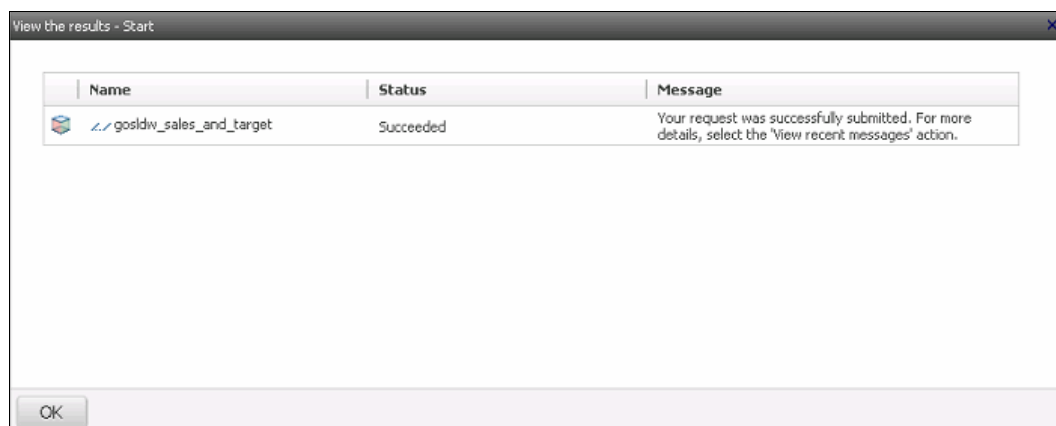 View the results - Start
Name Status Message
gosldw_sales_and_target Succeeded Your request was successfully submitted. For more
details, select the 'View recent messages' action.
OK